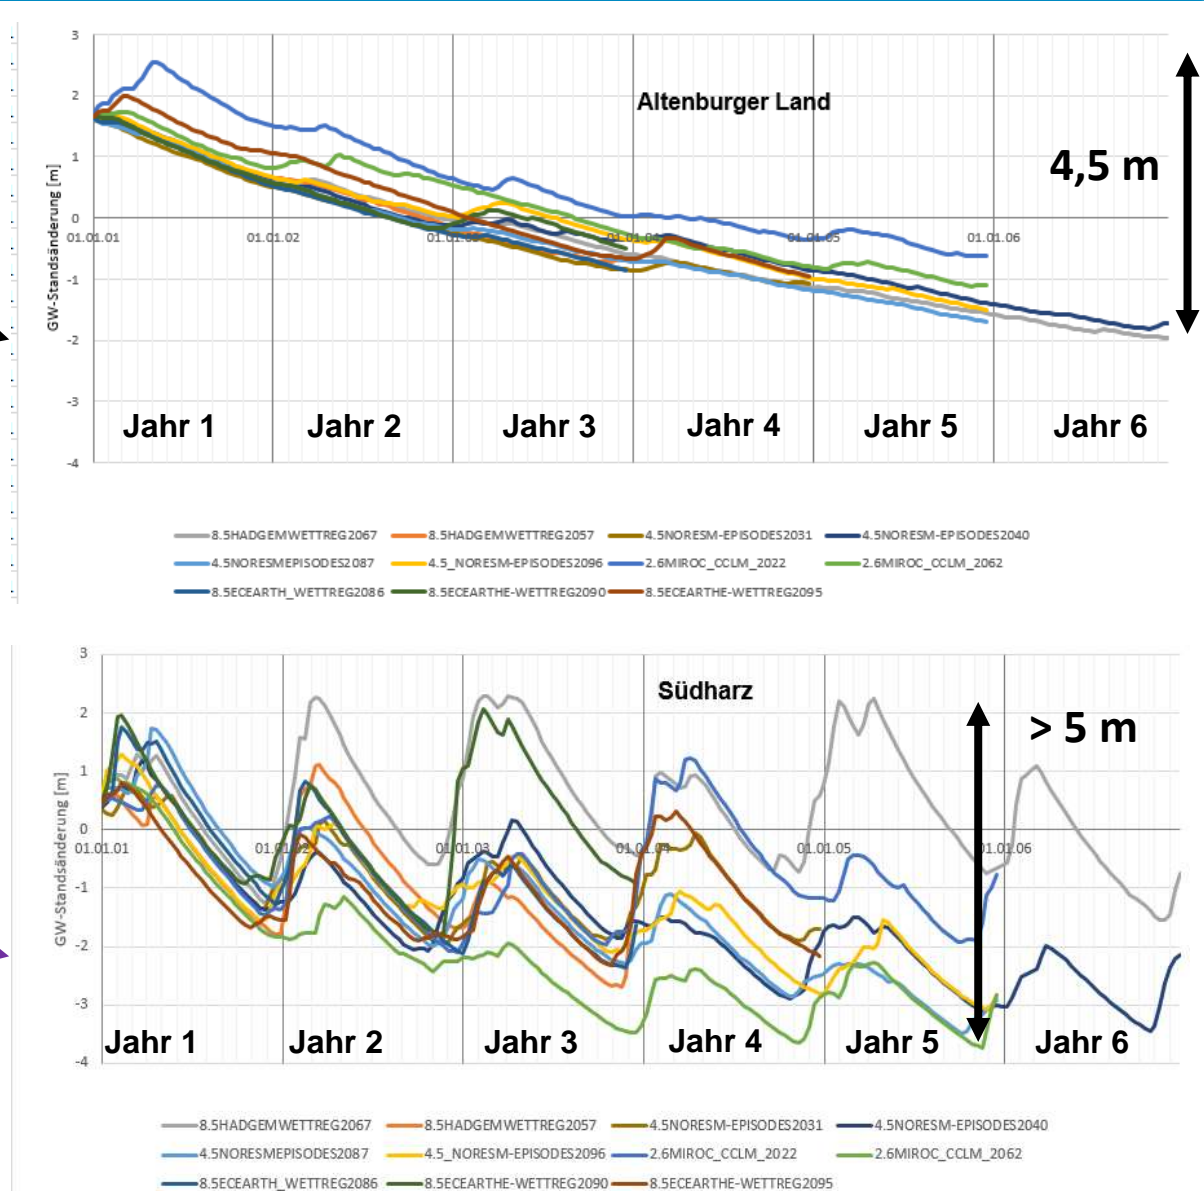 3
2
1
0
-1
-2
-3
-4
GW-Standsänderung [m]
Altenburger Land
4,5 m
01.01.01 01.01.02 01.01.04 01.01.06
Jahr 1 Jahr 2 Jahr 3 Jahr 4 Jahr 5 Jahr 6
8.5HADGEMWETTREG2067 8.5HADGEMWETTREG2057 4.5NORESM-EPISODES2031 4.5NORESM-EPISODES2040
4.5NORESMEPISODES2087 4.5_NORESM-EPISODES2096 2.6MIROC_CCLM_2022 2.6MIROC_CCLM_2062
8.5ECEARTH_WETTREG2086 8.5ECEARTHE-WETTREG2090 8.5ECEARTHE-WETTREG2095
3
2
1
0
-1
-2
-3
-4
GW-Standsänderung [m]
Südharz
> 5 m
01.01.01 01.01.03 01.01.04 01.01.05 01.01.06
Jahr 1 Jahr 2 Jahr 3 Jahr 4 Jahr 5 Jahr 6
8.5HADGEMWETTREG2067 8.5HADGEMWETTREG2057 4.5NORESM-EPISODES2031 4.5NORESM-EPISODES2040
4.5NORESMEPISODES2087 4.5_NORESM-EPISODES2096 2.6MIROC_CCLM_2022 2.6MIROC_CCLM_2062
8.5ECEARTH_WETTREG2086 8.5ECEARTHE-WETTREG2090 8.5ECEARTHE-WETTREG2095